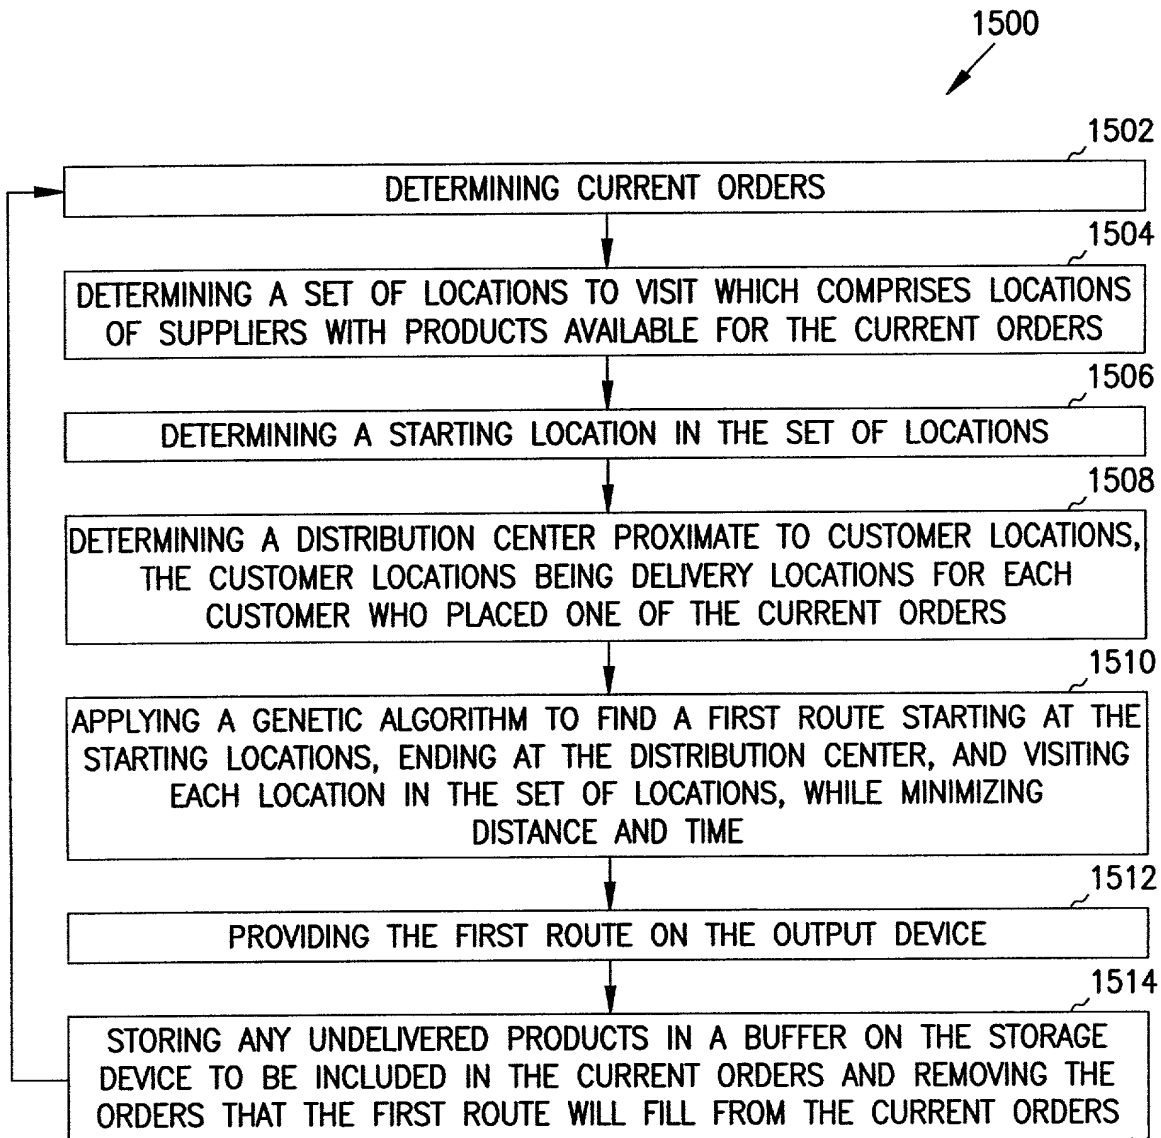 1500
1502
DETERMINING CURRENT ORDERS
1504
DETERMINING A SET OF LOCATIONS TO VISIT WHICH COMPRISES LOCATIONS
OF SUPPLIERS WITH PRODUCTS AVAILABLE FOR THE CURRENT ORDERS
1506
DETERMINING A STARTING LOCATION IN THE SET OF LOCATIONS
1508
DETERMINING A DISTRIBUTION CENTER PROXIMATE TO CUSTOMER LOCATIONS,
THE CUSTOMER LOCATIONS BEING DELIVERY LOCATIONS FOR EACH
CUSTOMER WHO PLACED ONE OF THE CURRENT ORDERS
1510
APPLYING A GENETIC ALGORITHM TO FIND A FIRST ROUTE STARTING AT THE
STARTING LOCATIONS, ENDING AT THE DISTRIBUTION CENTER, AND VISITING
EACH LOCATION IN THE SET OF LOCATIONS, WHILE MINIMIZING
DISTANCE AND TIME
1512
PROVIDING THE FIRST ROUTE ON THE OUTPUT DEVICE
1514
STORING ANY UNDELIVERED PRODUCTS IN A BUFFER ON THE STORAGE
DEVICE TO BE INCLUDED IN THE CURRENT ORDERS AND REMOVING THE
ORDERS THAT THE FIRST ROUTE WILL FILL FROM THE CURRENT ORDERS